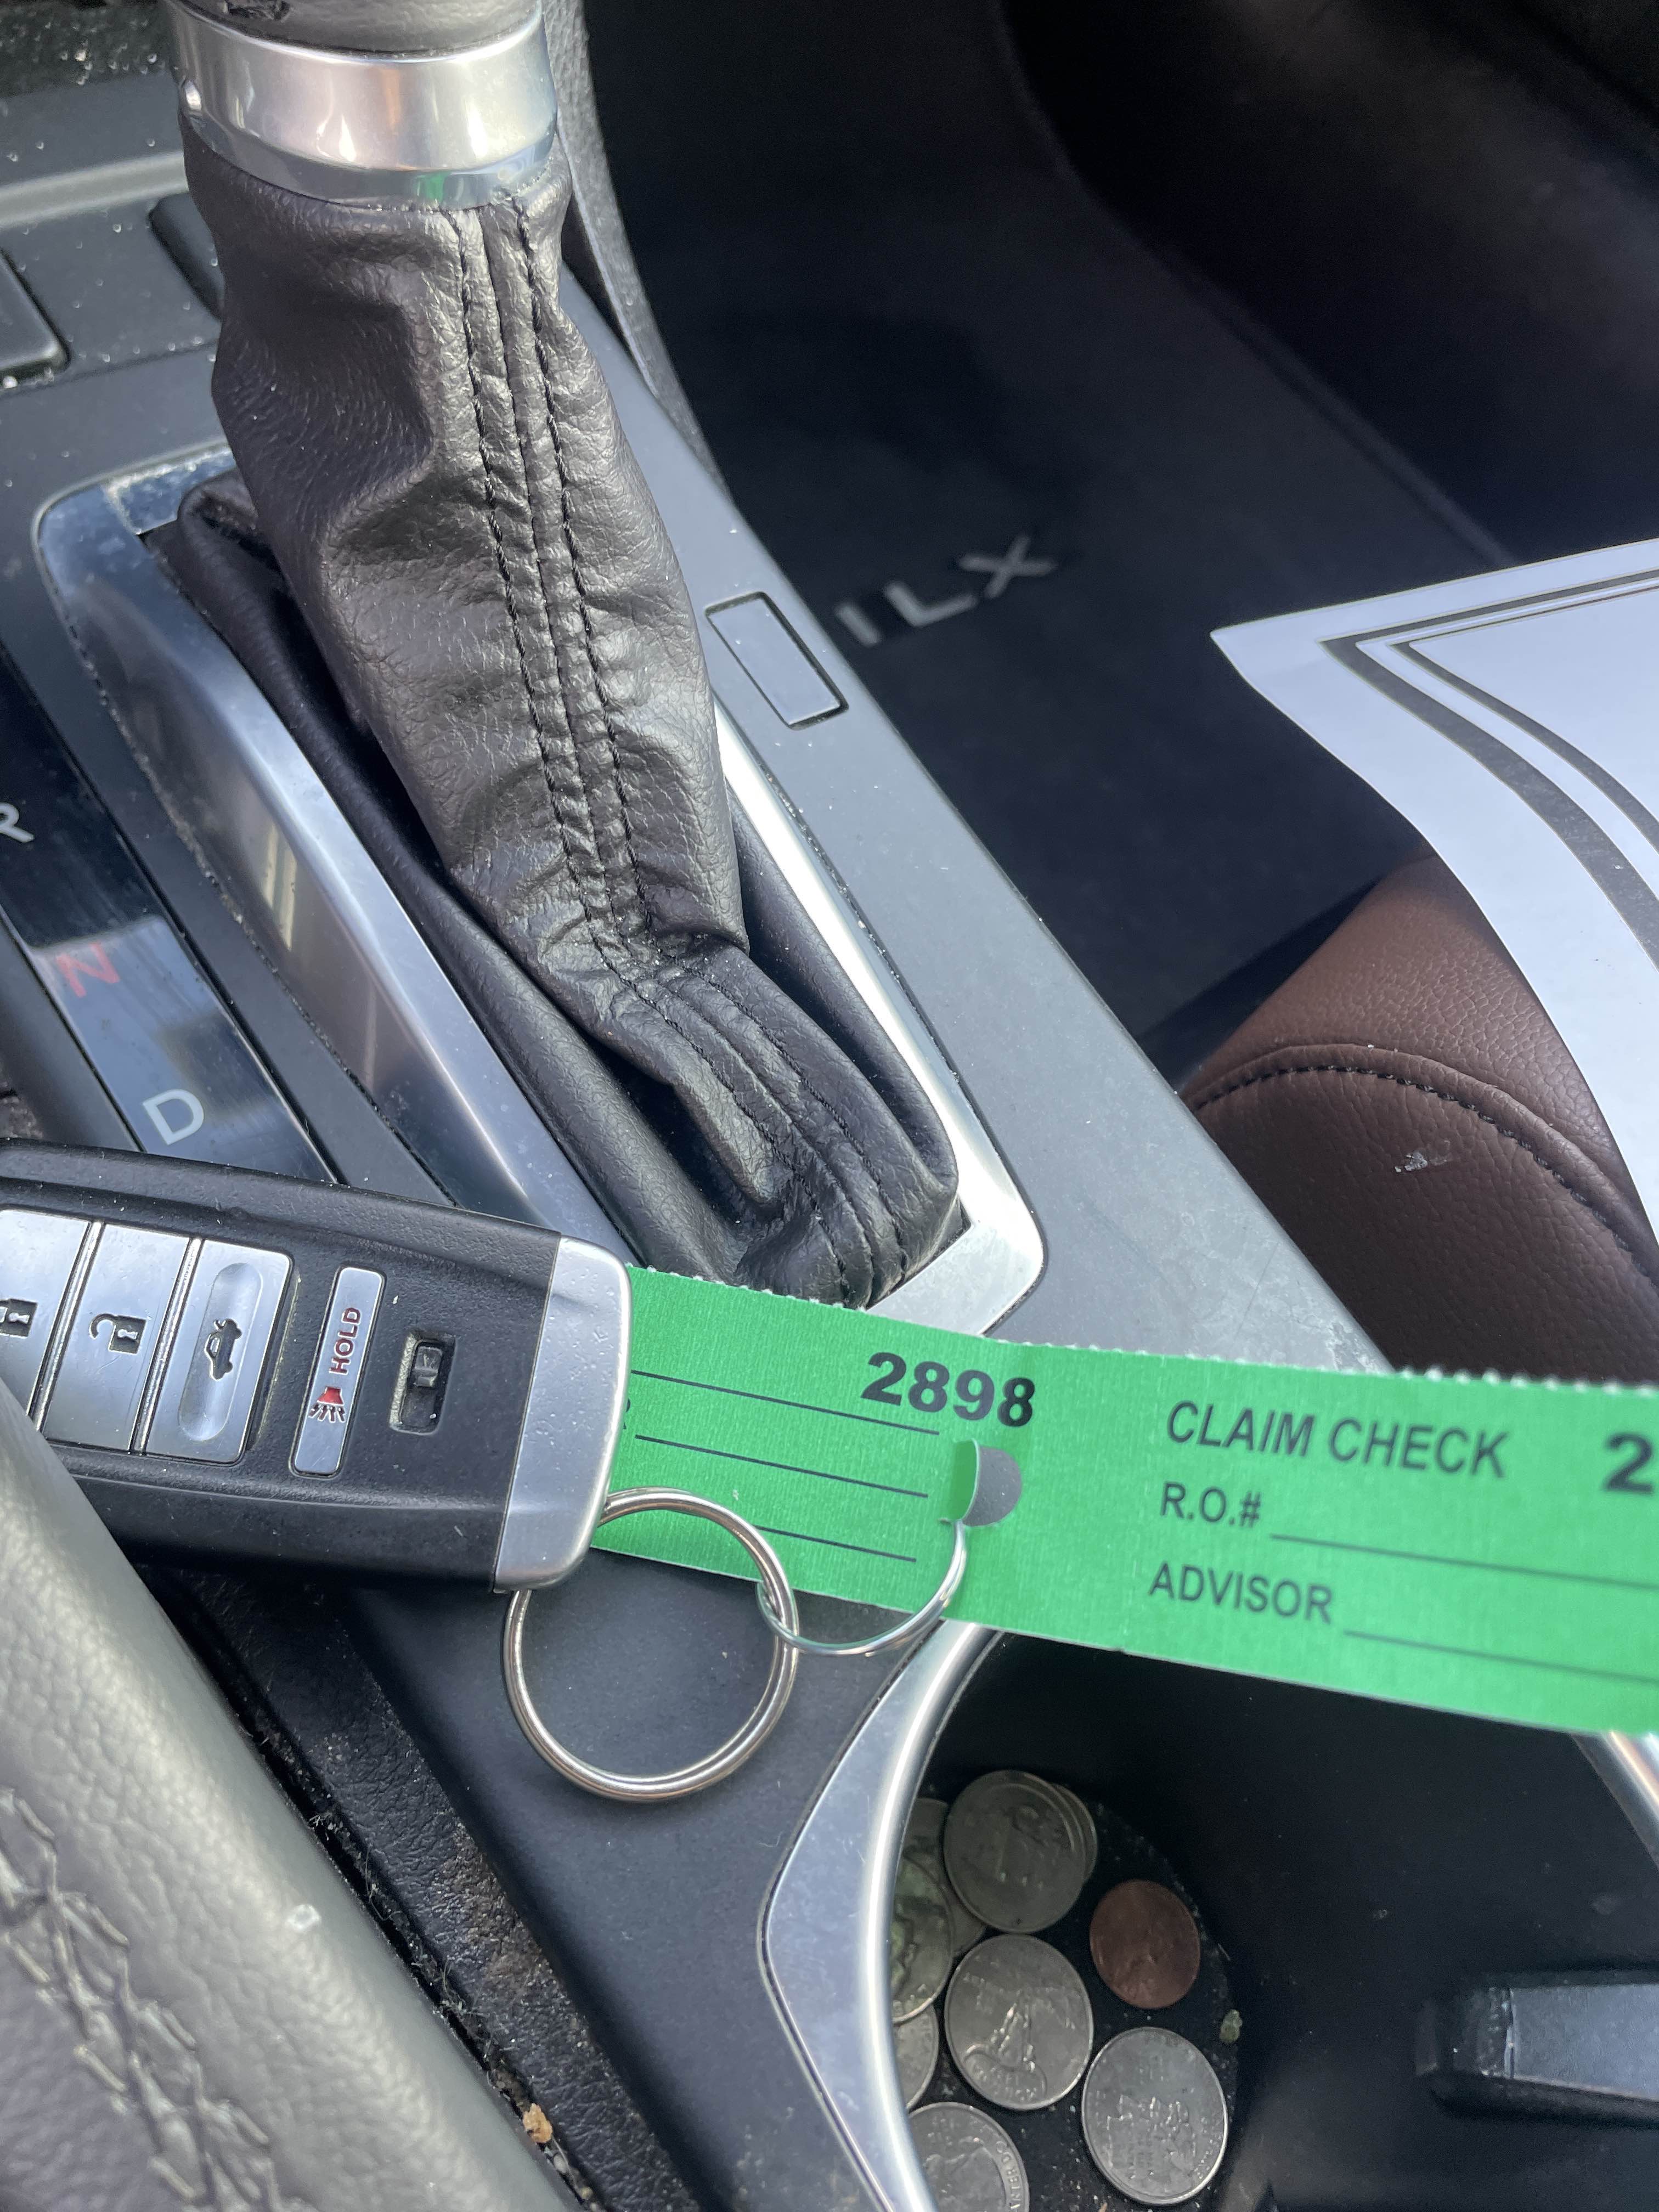 ILX
R
N
D
HOLD
2898
CLAIM CHECK
R.O.#
ADVISOR